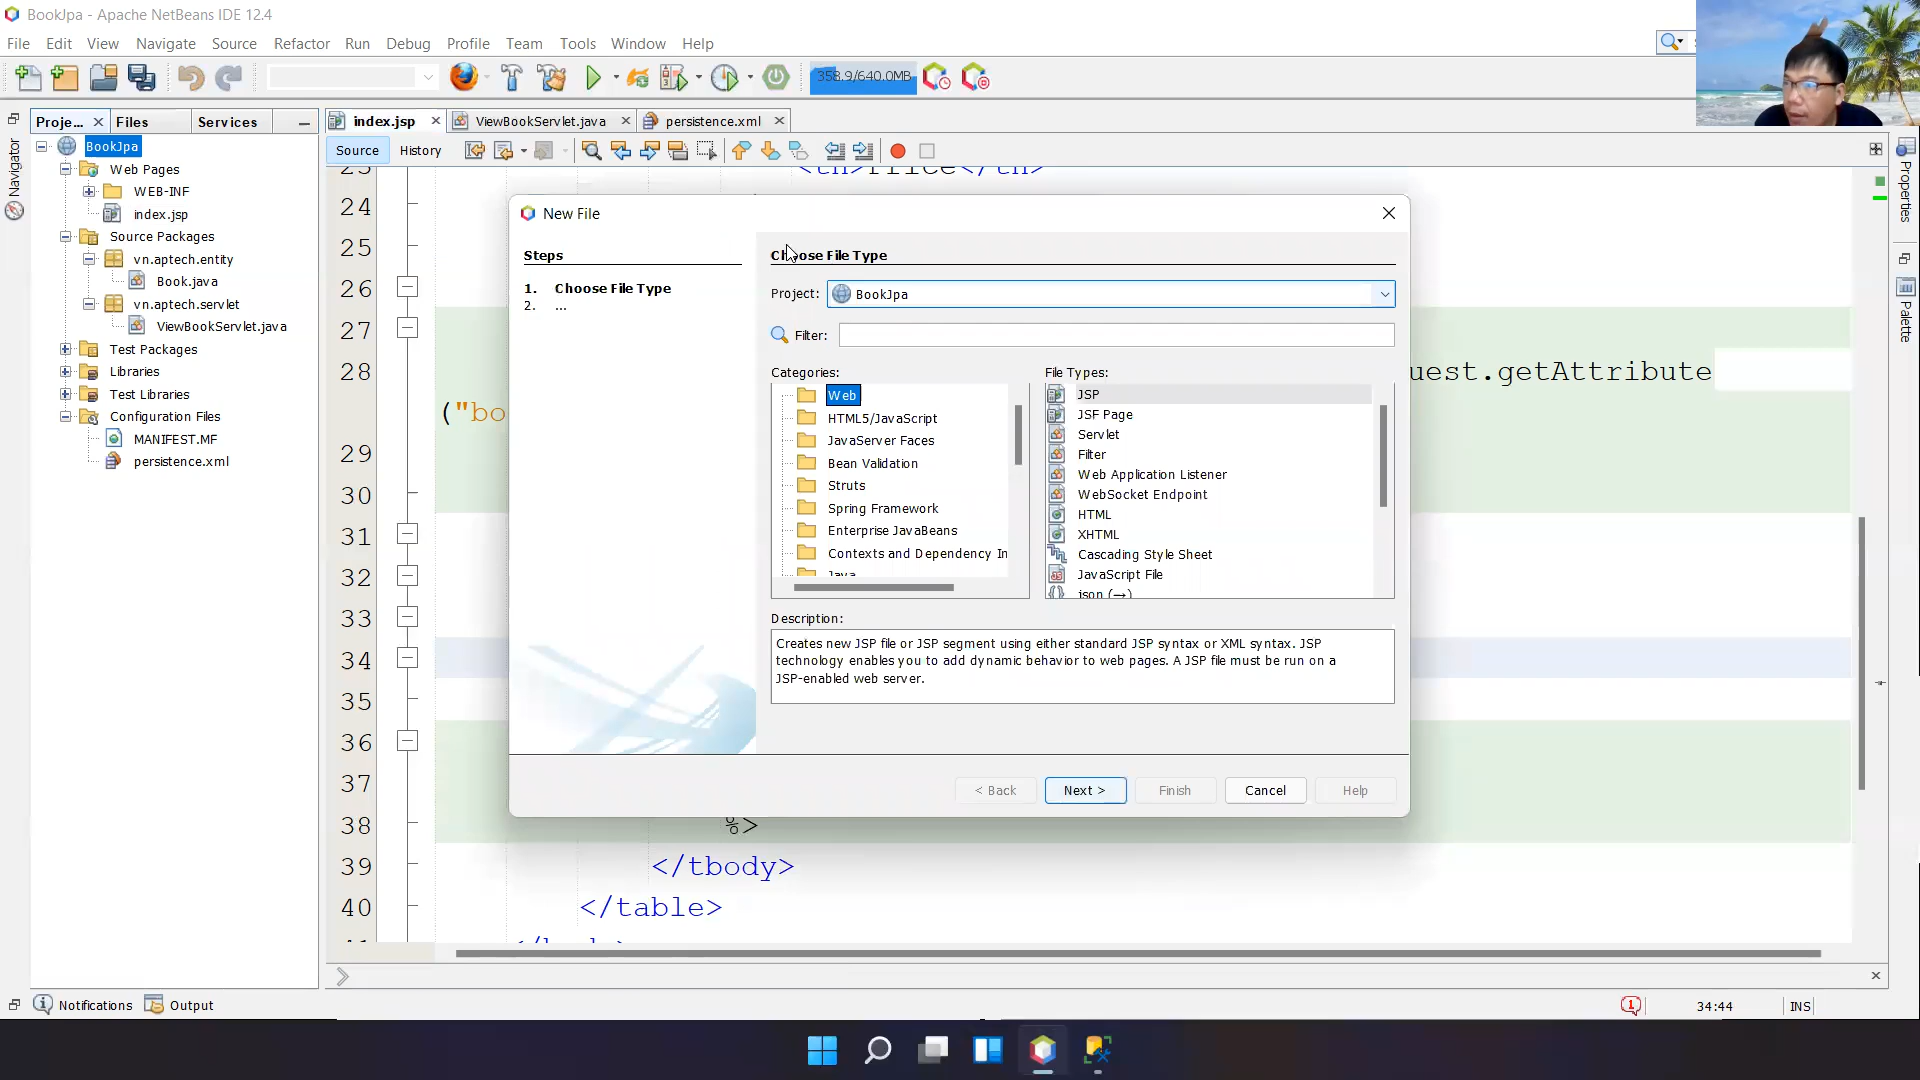 BookJpa - Apache NetBeans IDE 12.4
File Edit View Navigate Source Refactor Run Debug Profile Team Tools Window Help
358.9/640.0MB
Proje... Files Services
index.jsp ViewBookServlet.java persistence.xml
Source History
Navigator
Properties
Palette
BookJpa
Web Pages
WEB-INF
index.jsp
Source Packages
vn.aptech.entity
Book.java
vn.aptech.servlet
ViewBookServlet.java
Test Packages
Libraries
Test Libraries
Configuration Files
MANIFEST.MF
persistence.xml
24
25
26
27
28 uest.getAttribute
("bo
29
30
31
32
33
34
35
36
37
38 %>
39 </tbody>
40 </table>
New File
Steps
1. Choose File Type
2. ...
Choose File Type
Project: BookJpa
Filter:
Categories:
Web
HTML5/JavaScript
JavaServer Faces
Bean Validation
Struts
Spring Framework
Enterprise JavaBeans
Contexts and Dependency In
Java
File Types:
JSP
JSF Page
Servlet
Filter
Web Application Listener
WebSocket Endpoint
HTML
XHTML
Cascading Style Sheet
JavaScript File
json (→)
Description:
Creates new JSP file or JSP segment using either standard JSP syntax or XML syntax. JSP
technology enables you to add dynamic behavior to web pages. A JSP file must be run on a
JSP-enabled web server.
< Back Next > Finish Cancel Help
Notifications Output
34:44 INS